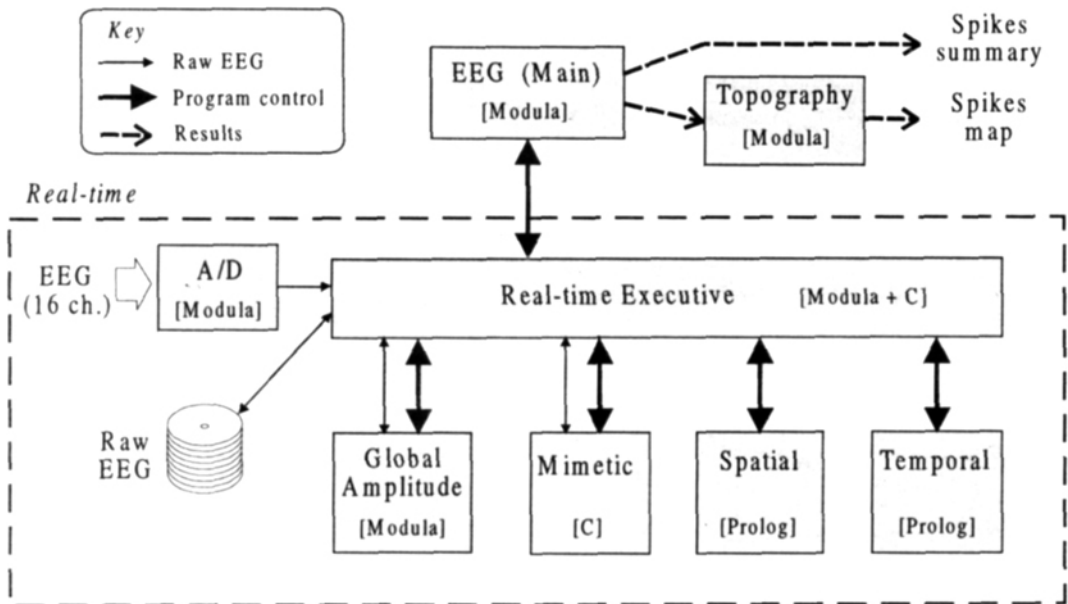 Key
Raw EEG
Program control
Results
EEG (Main)
[Modula]
Topography
[Modula]
Spikes
summary
Spikes
map
Real-time
EEG
(16 ch.)
A/D
[Modula]
Real-time Executive [Modula + C]
Raw
EEG
Global
Amplitude
[Modula]
Mimetic
[C]
Spatial
[Prolog]
Temporal
[Prolog]